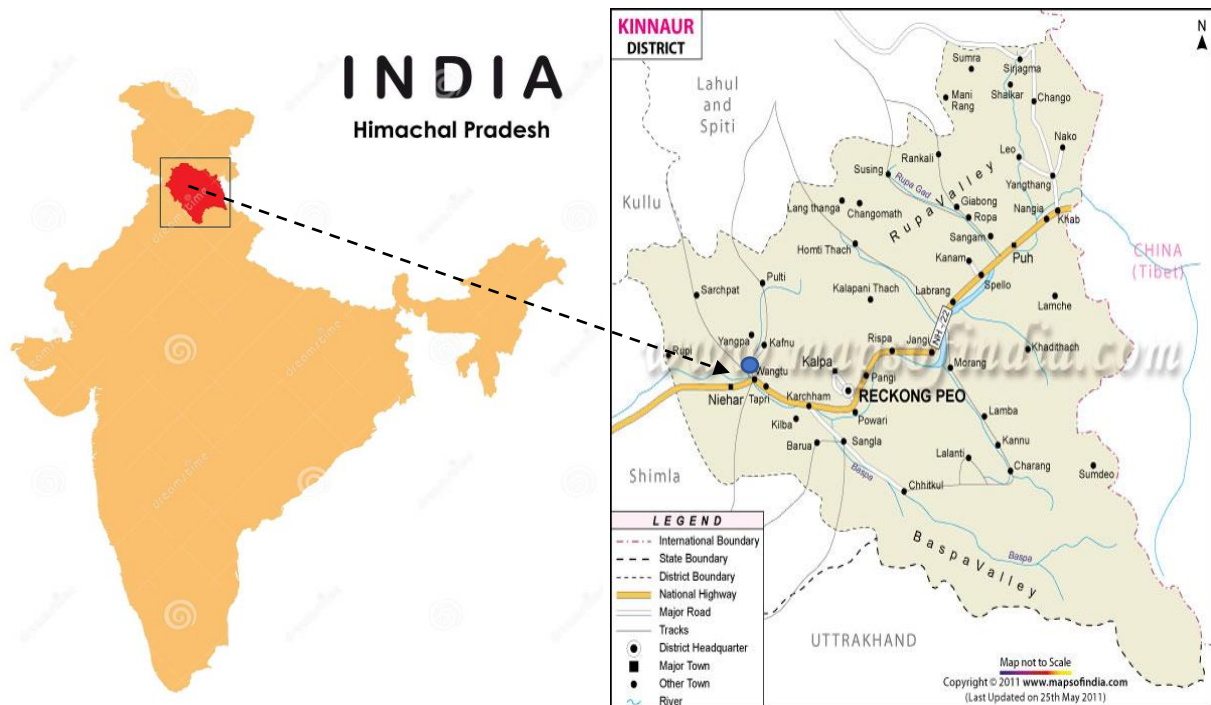 INDIA
Himachal Pradesh
KINNAUR
DISTRICT
N
Lahul
and
Spiti
Kullu
Shimla
UTTRAKHAND
CHINA
(Tibet)
Sumra
Sirjagma
Mani
Rang
Shalkar
Chango
Nako
Leo
Rankali
Susing
Yangthang
Rupa Gad
Rupa Valley
Lang thanga
Changomath
Giabong
Ropa
Nangia
Khab
Homti Thach
Sangam
Puh
Kanam
Pulti
Spello
Sarchpat
Kalapani Thach
Labrang
Lamche
NH - 22
Yangpa
Kafnu
Rispa
Jangi
Khadithach
Rupi
www.mapsofindia.com
Kalpa
Morang
Wangtu
Pangi
Niehar
Tapri
Karchham
RECKONG PEO
Powari
Kilba
Lamba
Barua
Sangla
Kannu
Lalanti
Charang
Sumdeo
Baspa
Chhitkul
Baspa Valley
Baspa
LEGEND
International Boundary
State Boundary
District Boundary
National Highway
Major Road
Tracks
District Headquarter
Major Town
Other Town
River
Map not to Scale
Copyright © 2011 www.mapsofindia.com
(Last Updated on 25th May 2011)
dreamstime